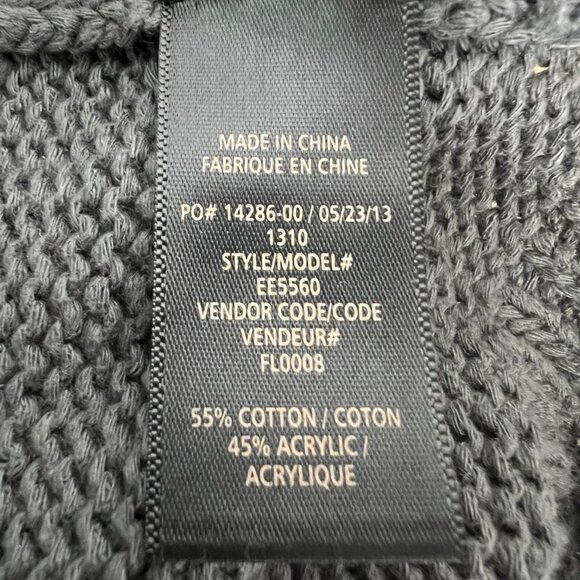 MADE IN CHINA
FABRIQUE EN CHINE
PO# 14286-00 / 05/23/13
1310
STYLE/MODEL#
EE5560
VENDOR CODE/CODE
VENDEUR#
FL0008
55% COTTON / COTON
45% ACRYLIC /
ACRYLIQUE